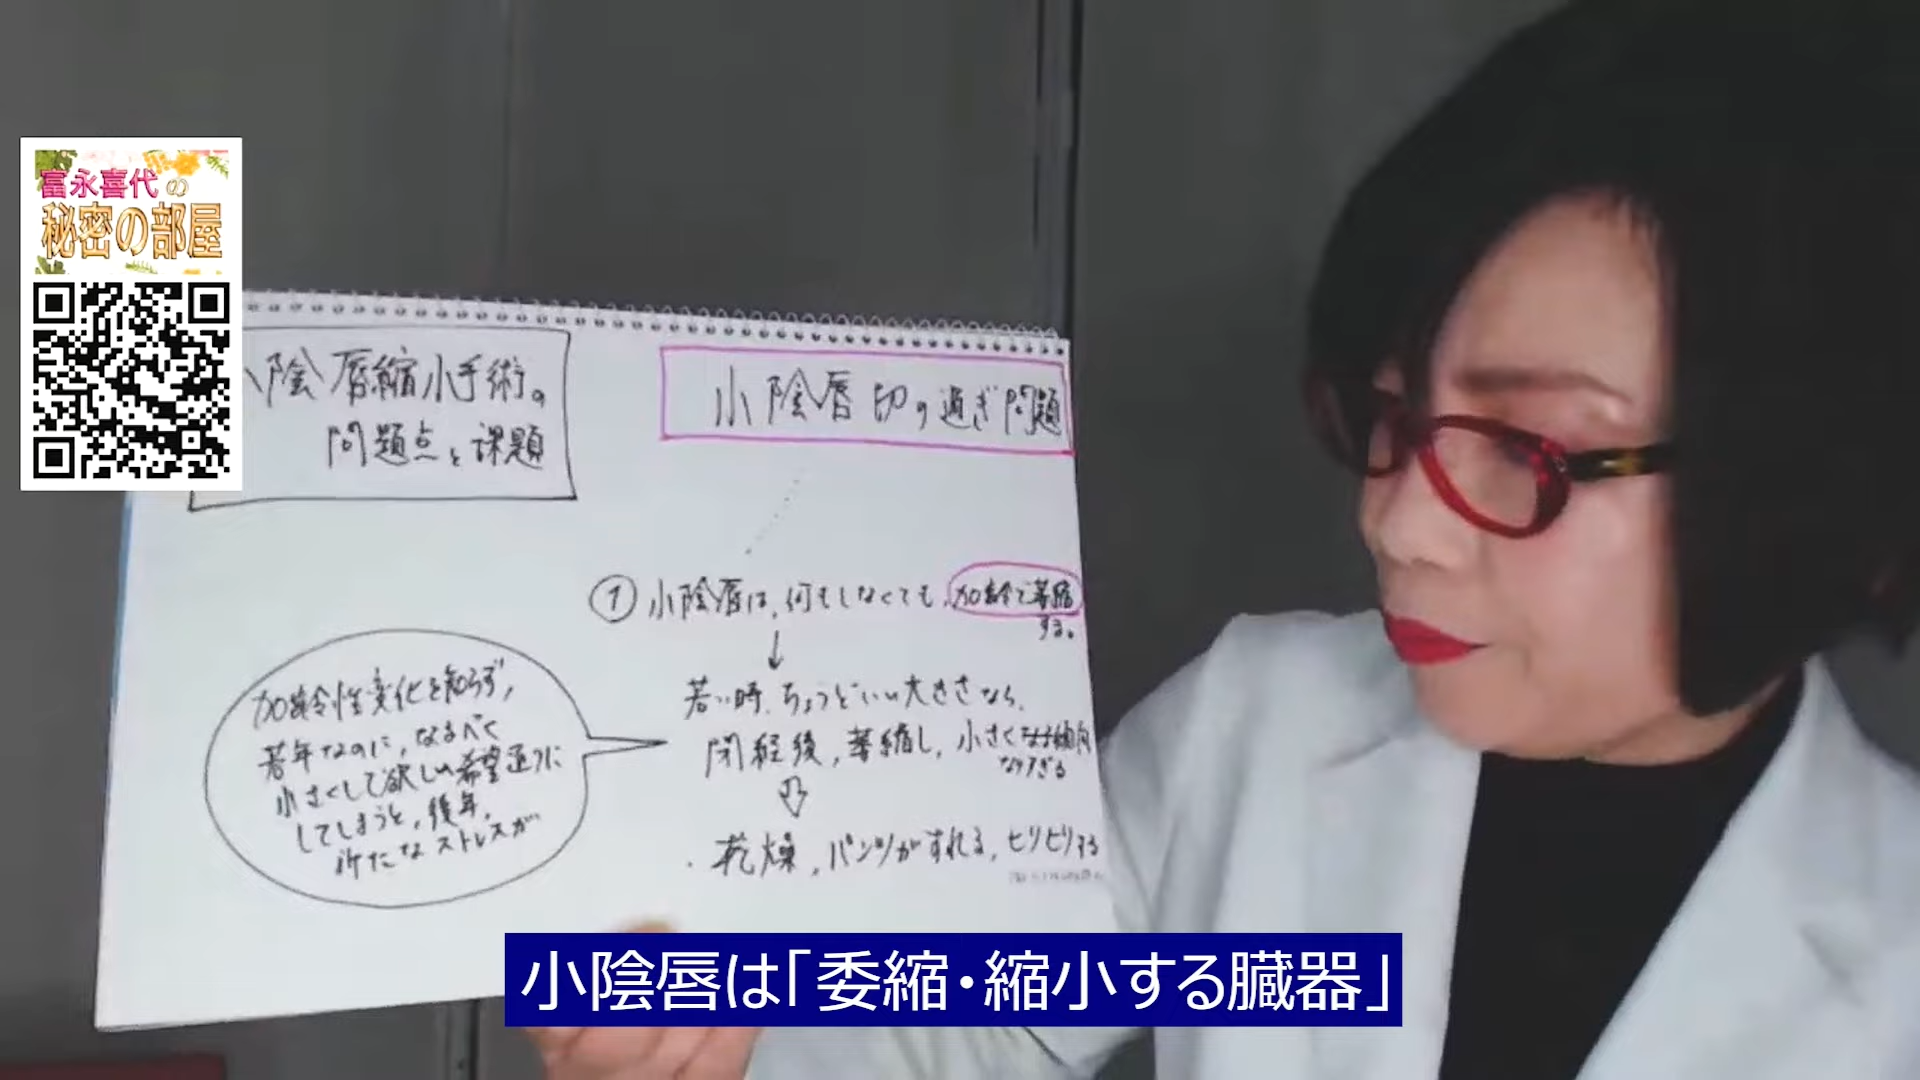 富永喜代の
秘密の部屋
小陰唇縮小手術の
問題点と課題
小陰唇切り過ぎ問題
① 小陰唇は、何もしなくても、加齢で萎縮
する。
↓
若い時、ちょうどいい大きさなら、
閉経後、萎縮し、小さく
なりすぎる
・乾燥、パンツがすれる、ヒリヒリする
加齢性変化を知らず、
若年なのに、なるべく
小さくして欲しい希望通りに
してしまうと、後年、
新たなストレスが
小陰唇は「委縮・縮小する臓器」